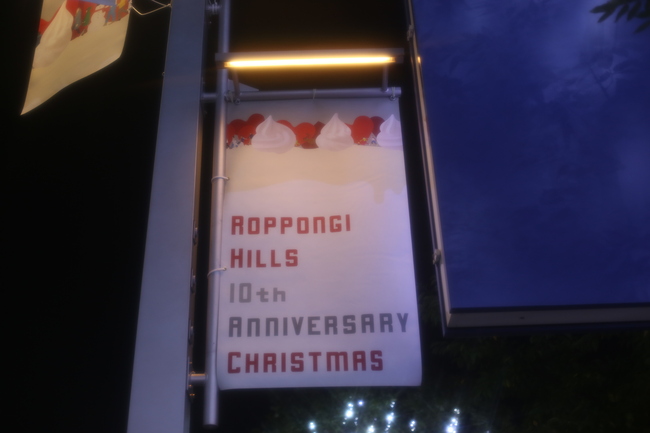 ROPPONGI
HILLS
10th
ANNIVERSARY
CHRISTMAS